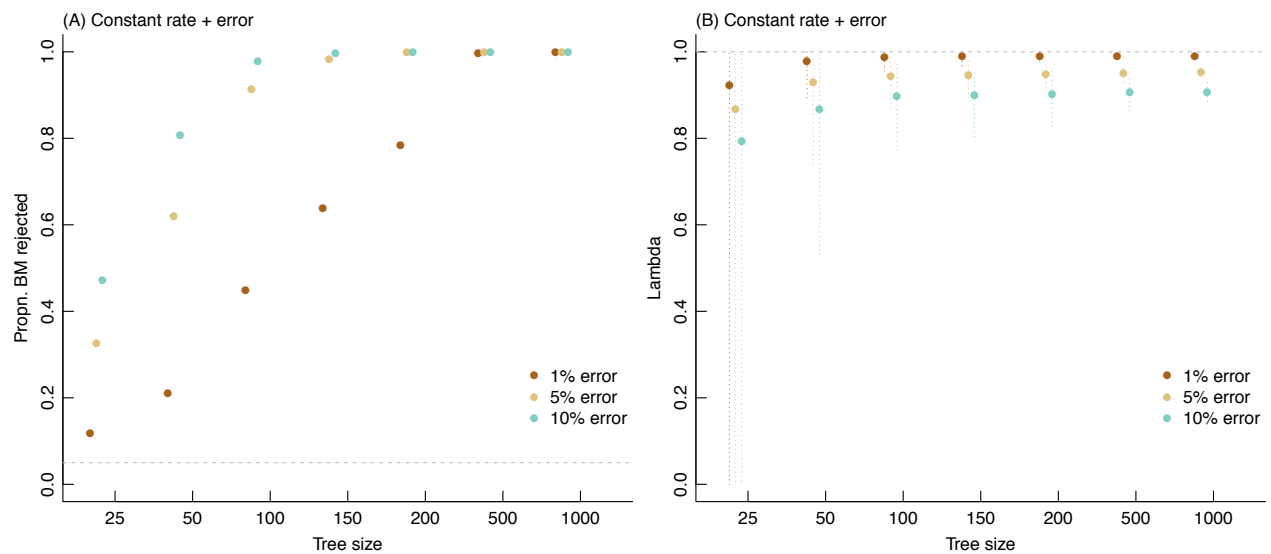 (A) Constant rate + error
Propn. BM rejected
1.0
0.8
0.6
0.4
0.2
0.0
1% error
5% error
10% error
25 50 100 150 200 500 1000
Tree size
(B) Constant rate + error
Lambda
1.0
0.8
0.6
0.4
0.2
0.0
1% error
5% error
10% error
25 50 100 150 200 500 1000
Tree size